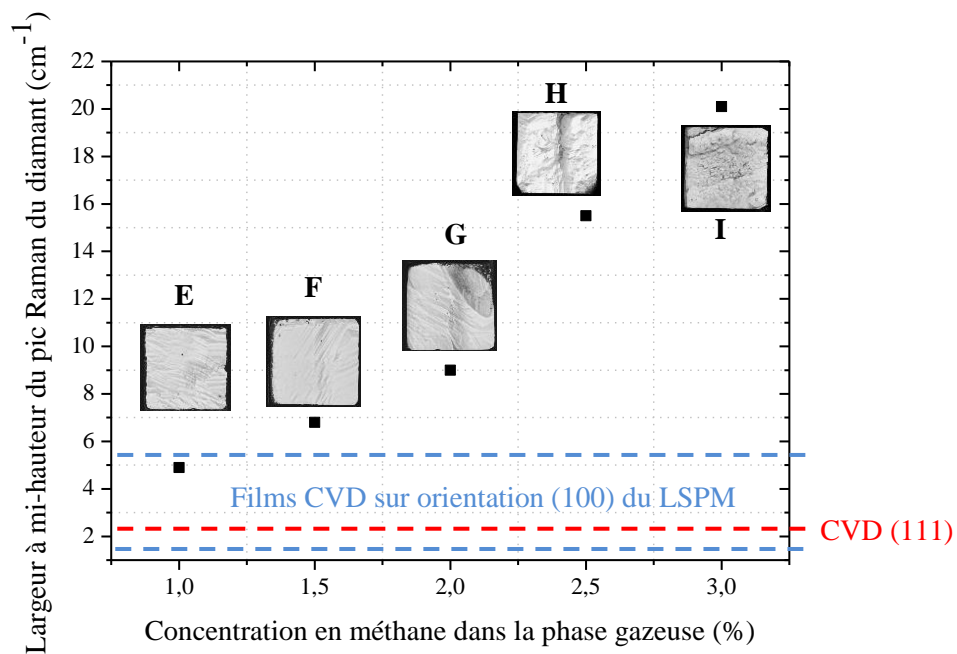 Largeur à mi-hauteur du pic Raman du diamant (cm-1)
22
20
18
16
14
12
10
8
6
4
2
E
F
G
H
I
Films CVD sur orientation (100) du LSPM
CVD (111)
1,0
1,5
2,0
2,5
3,0
Concentration en méthane dans la phase gazeuse (%)